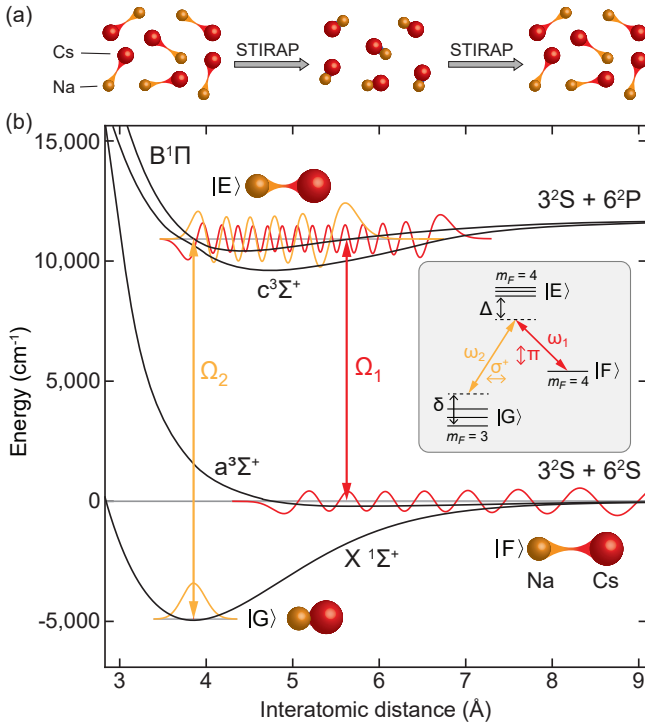 (a)
STIRAP
STIRAP
Cs
Na
(b)
15,000
10,000
5,000
0
-5,000
Energy (cm⁻¹)
B¹Π
|E⟩
3²S + 6²P
c³Σ⁺
Ω₂
Ω₁
m_F = 4
|E⟩
Δ
ω₂
ω₁
σ⁺
π
|F⟩
m_F = 4
δ
|G⟩
m_F = 3
a³Σ⁺
3²S + 6²S
X ¹Σ⁺
|F⟩
Na
Cs
|G⟩
3
4
5
6
7
8
9
Interatomic distance (Å)